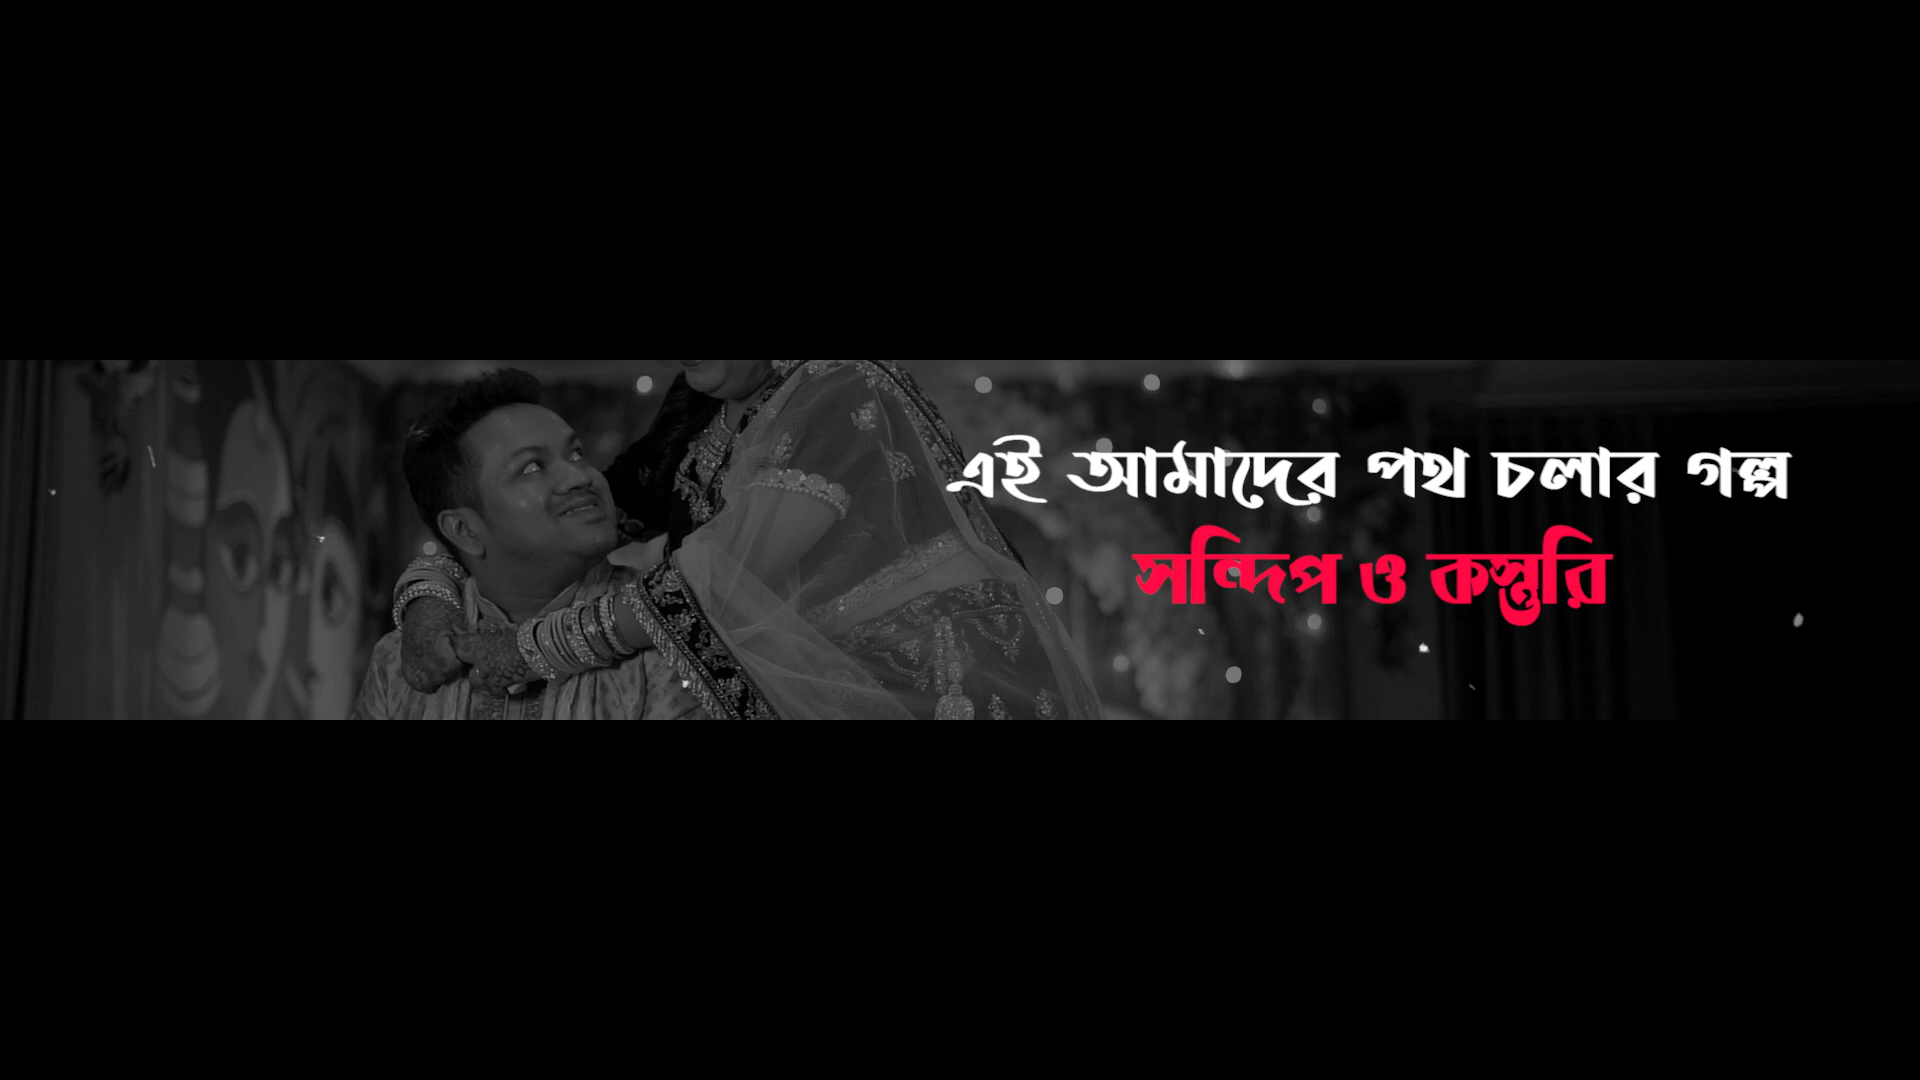 এই আমাদের পথ চলার গল্প
সন্দিপ ও কস্তুরি